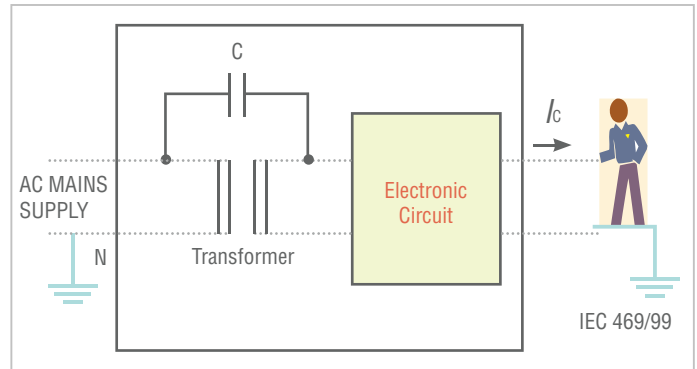 C
Ic
AC MAINS
SUPPLY
Electronic
Circuit
N
Transformer
IEC 469/99